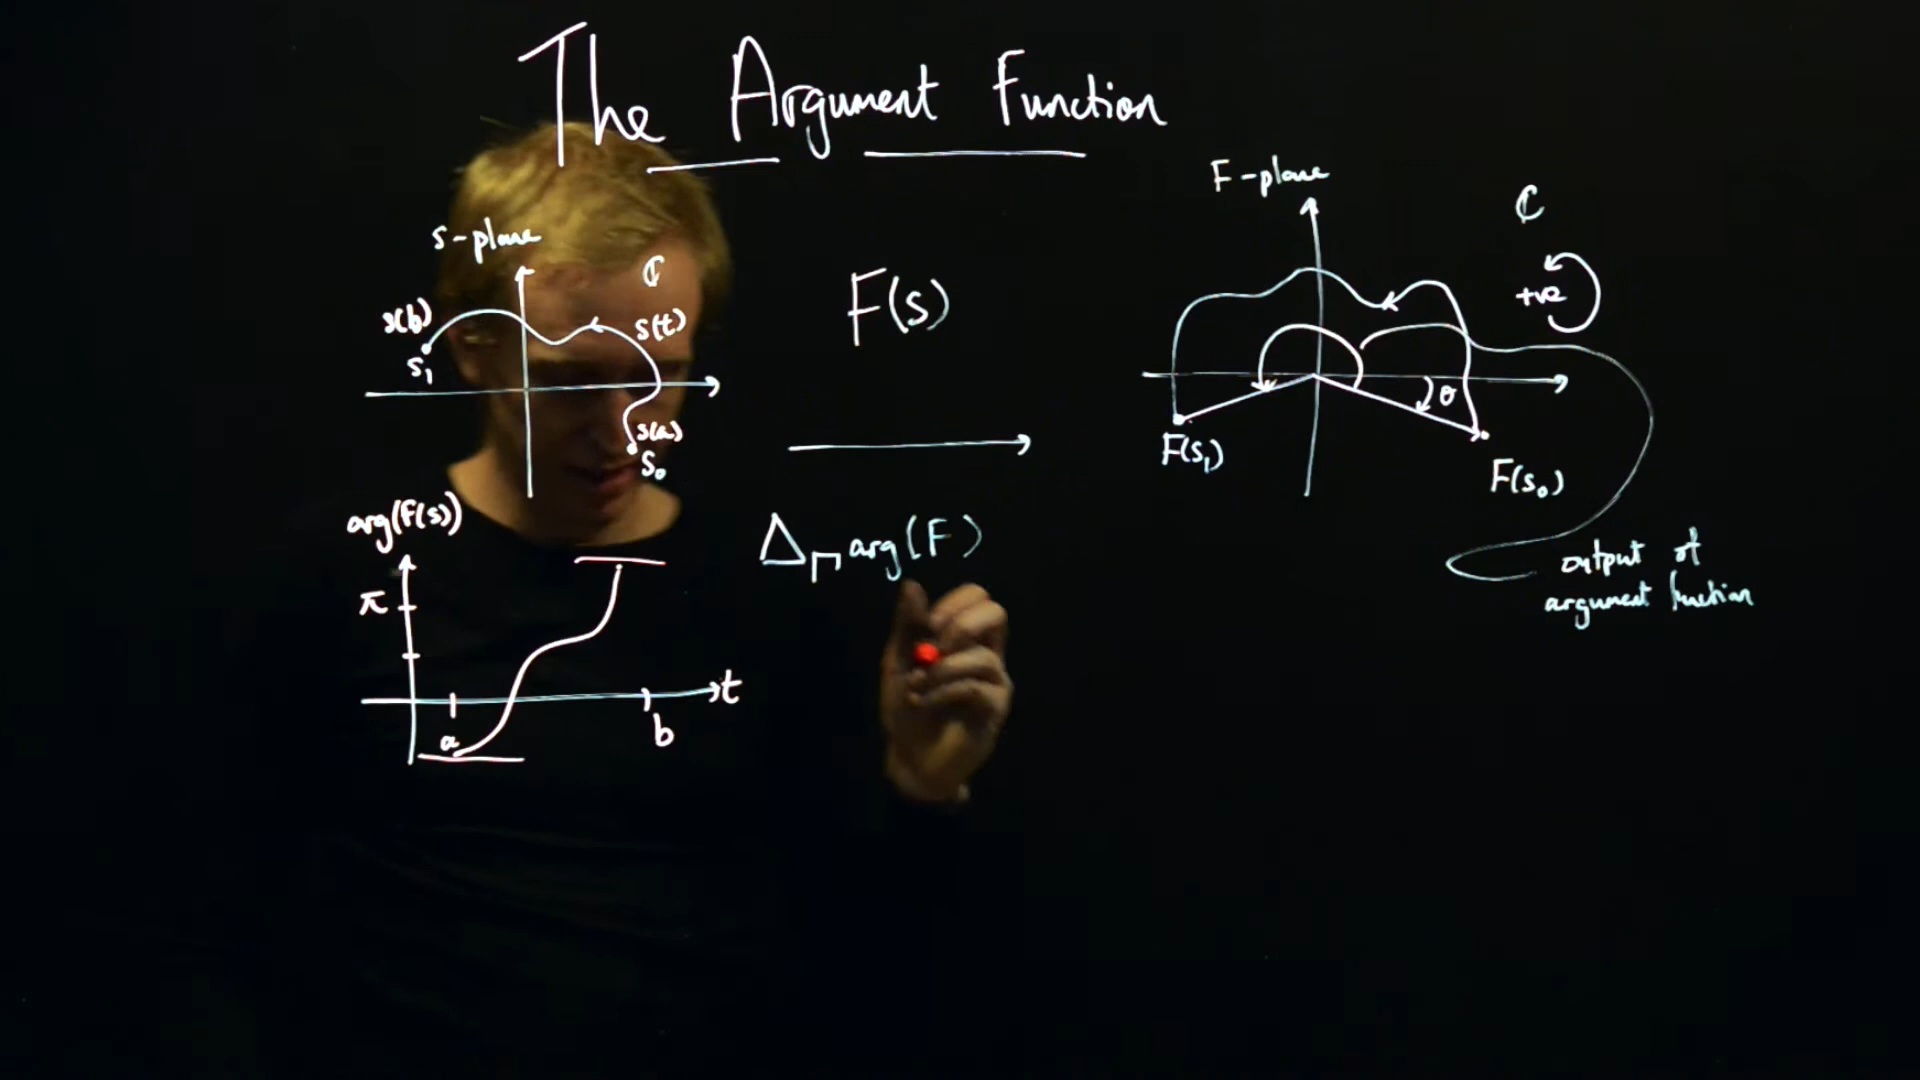 The Argument Function
s-plane
ℂ
s(b)
s(t)
s₁
s(a)
s₀
F(s)
F-plane
ℂ
+ve
θ
F(s₁)
F(s₀)
output of
argument function
arg(F(s))
π
a
b
t
Δ_Γ arg(F)